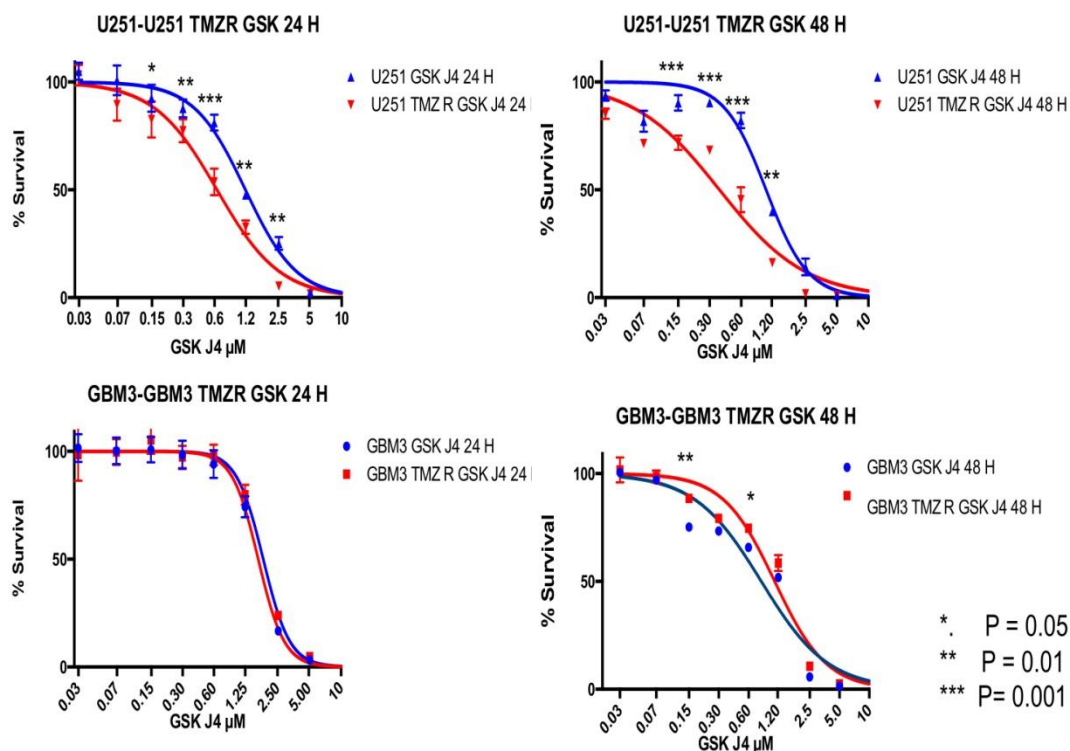 U251-U251 TMZR GSK 24 H
% Survival
100
50
0
* ** *** ** **
U251 GSK J4 24 H
U251 TMZ R GSK J4 24 H
0.03 0.07 0.15 0.3 0.6 1.2 2.5 5 10
GSK J4 µM
U251-U251 TMZR GSK 48 H
% Survival
100
50
0
*** *** *** **
U251 GSK J4 48 H
U251 TMZ R GSK J4 48 H
0.03 0.07 0.15 0.30 0.60 1.20 2.5 5.0 10
GSK J4 µM
GBM3-GBM3 TMZR GSK 24 H
% Survival
100
50
0
GBM3 GSK J4 24 H
GBM3 TMZ R GSK J4 24 H
0.03 0.07 0.15 0.30 0.60 1.25 2.50 5.00 10
GSK J4 µM
GBM3-GBM3 TMZR GSK 48 H
% Survival
100
50
0
** *
GBM3 GSK J4 48 H
GBM3 TMZ R GSK J4 48 H
0.03 0.07 0.15 0.30 0.60 1.20 2.5 5.0 10
GSK J4 µM
*. P = 0.05
** P = 0.01
*** P= 0.001